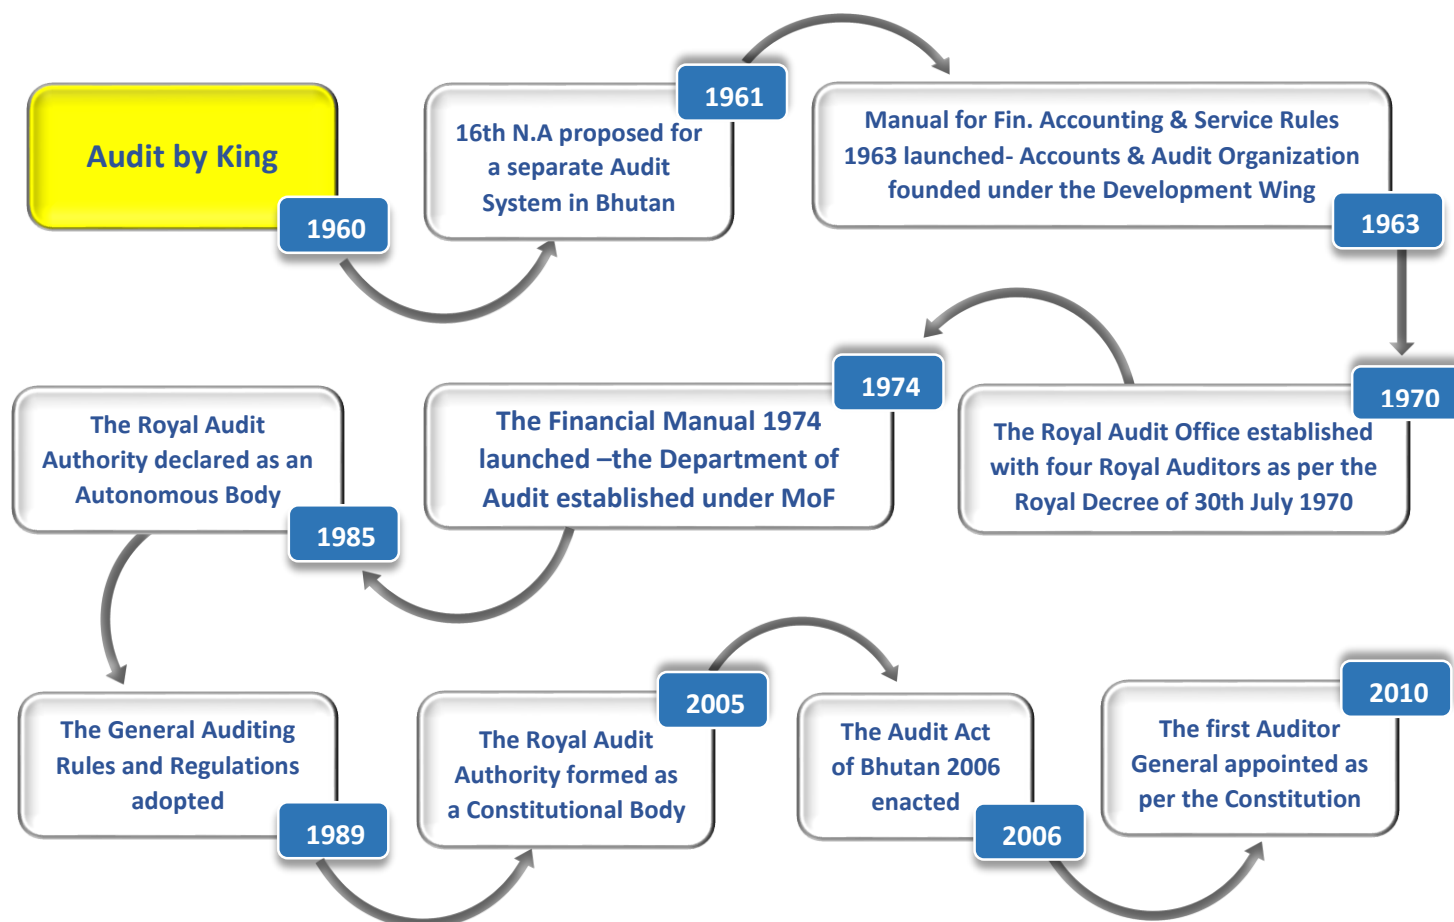 Audit by King
1960
1961
16th N.A proposed for
a separate Audit
System in Bhutan
Manual for Fin. Accounting & Service Rules
1963 launched- Accounts & Audit Organization
founded under the Development Wing
1963
1970
The Royal Audit Office established
with four Royal Auditors as per the
Royal Decree of 30th July 1970
1974
The Financial Manual 1974
launched –the Department of
Audit established under MoF
The Royal Audit
Authority declared as an
Autonomous Body
1985
The General Auditing
Rules and Regulations
adopted
1989
2005
The Royal Audit
Authority formed as
a Constitutional Body
The Audit Act
of Bhutan 2006
enacted
2006
2010
The first Auditor
General appointed as
per the Constitution